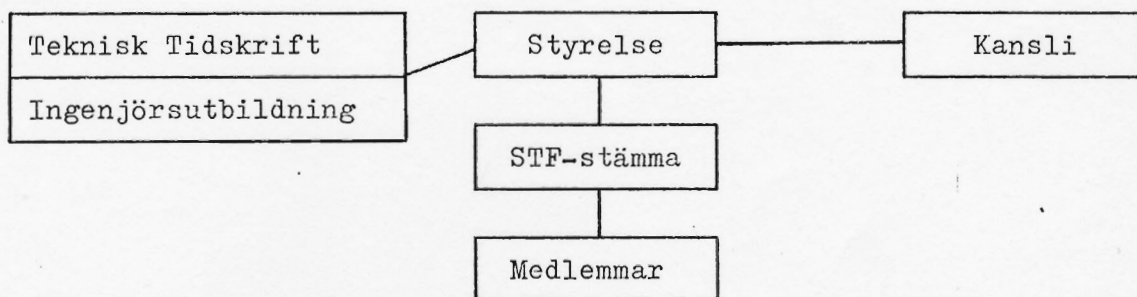 Teknisk Tidskrift
Ingenjörsutbildning
Styrelse
Kansli
STF-stämma
Medlemmar